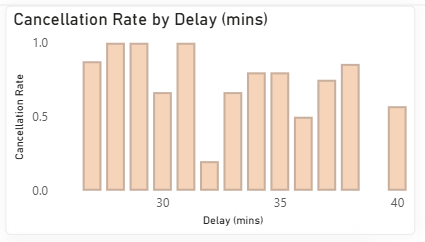 Cancellation Rate by Delay (mins)
1.0
Cancellation Rate
0.5
0.0
30 35 40
Delay (mins)